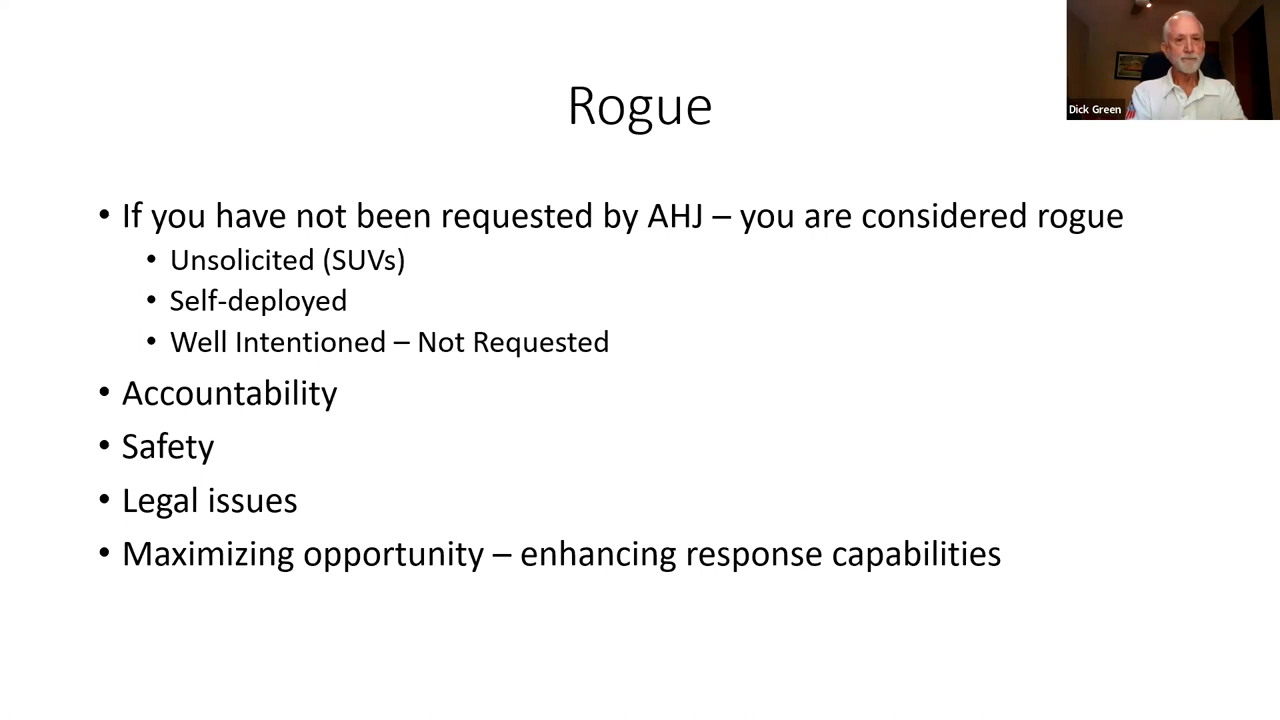 Rogue
Dick Green
• If you have not been requested by AHJ – you are considered rogue
• Unsolicited (SUVs)
• Self-deployed
• Well Intentioned – Not Requested
• Accountability
• Safety
• Legal issues
• Maximizing opportunity – enhancing response capabilities